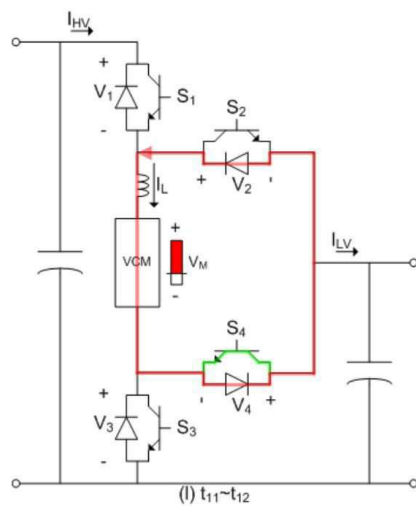 I_HV
+
V₁
S₁
-
S₂
I_L
+ V₂ -
VCM
+
V_M
-
I_LV
S₄
- V₄ +
+
V₃
S₃
-
(l) t₁₁~t₁₂